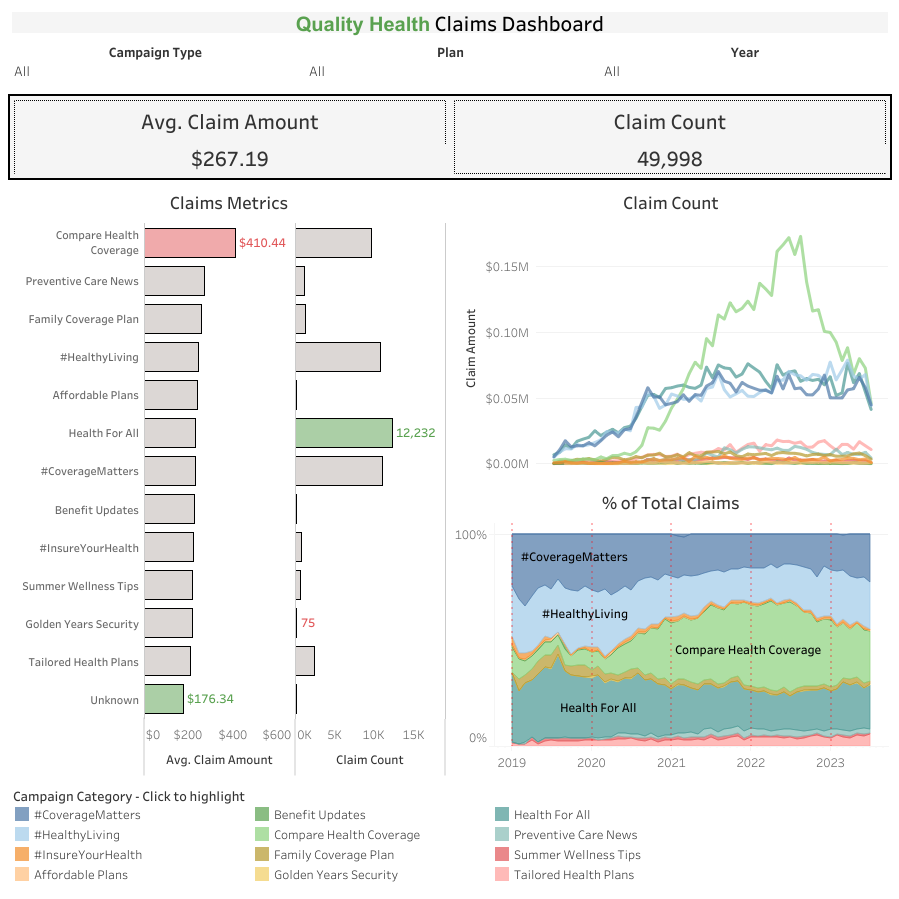 Quality Health Claims Dashboard
Campaign Type
Plan
Year
All
All
All
Avg. Claim Amount
$267.19
Claim Count
49,998
Claims Metrics
Compare Health
Coverage
$410.44
Preventive Care News
Family Coverage Plan
#HealthyLiving
Affordable Plans
Health For All
12,232
#CoverageMatters
Benefit Updates
#InsureYourHealth
Summer Wellness Tips
Golden Years Security
75
Tailored Health Plans
Unknown
$176.34
$0 $200 $400 $600
0K 5K 10K 15K
Avg. Claim Amount
Claim Count
Claim Count
Claim Amount
$0.15M
$0.10M
$0.05M
$0.00M
% of Total Claims
100%
#CoverageMatters
#HealthyLiving
Compare Health Coverage
Health For All
0%
2019 2020 2021 2022 2023
Campaign Category - Click to highlight
#CoverageMatters
#HealthyLiving
#InsureYourHealth
Affordable Plans
Benefit Updates
Compare Health Coverage
Family Coverage Plan
Golden Years Security
Health For All
Preventive Care News
Summer Wellness Tips
Tailored Health Plans